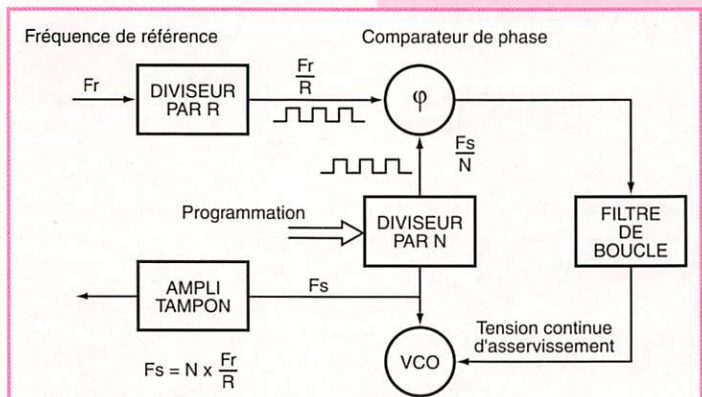 Fréquence de référence
Comparateur de phase
Fr
DIVISEUR
PAR R
Fr
R
φ
Fs
N
Programmation
DIVISEUR
PAR N
FILTRE
DE
BOUCLE
AMPLI
TAMPON
Fs
Tension continue
d'asservissement
VCO
Fs = N x Fr
R